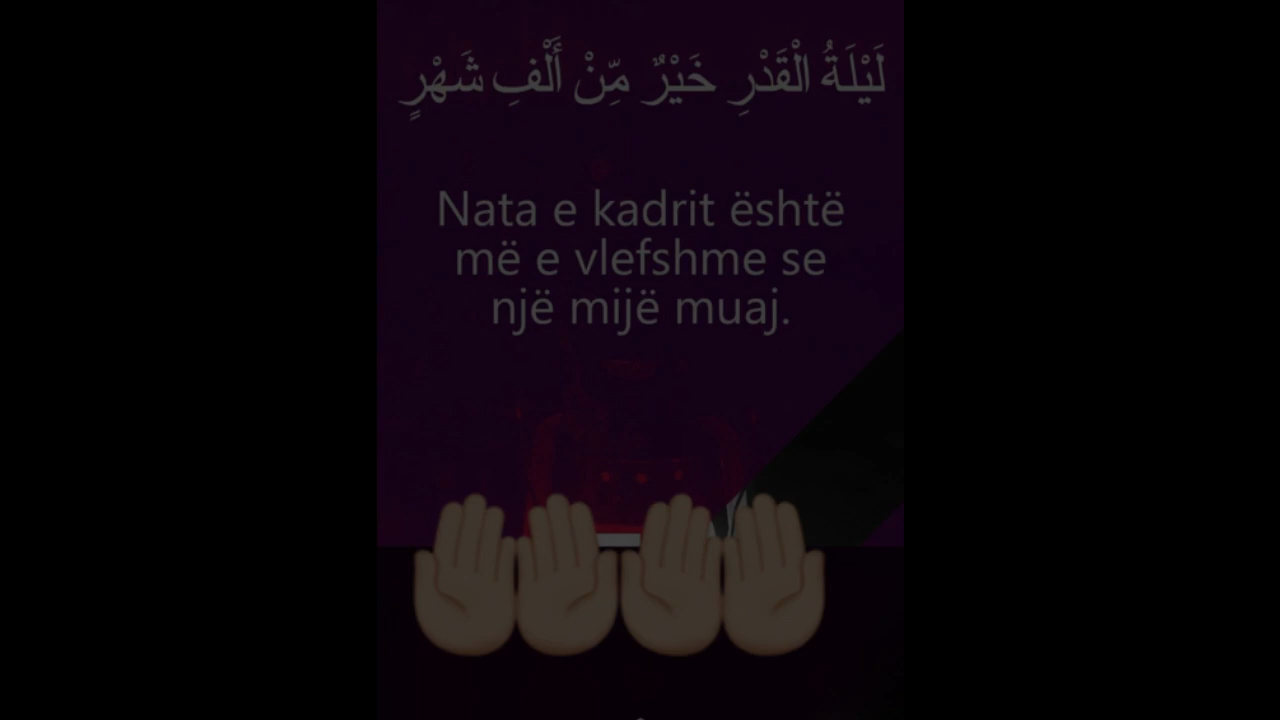 لَيْلَةُ الْقَدْرِ خَيْرٌ مِّنْ أَلْفِ شَهْرٍ
Nata e kadrit është
më e vlefshme se
një mijë muaj.